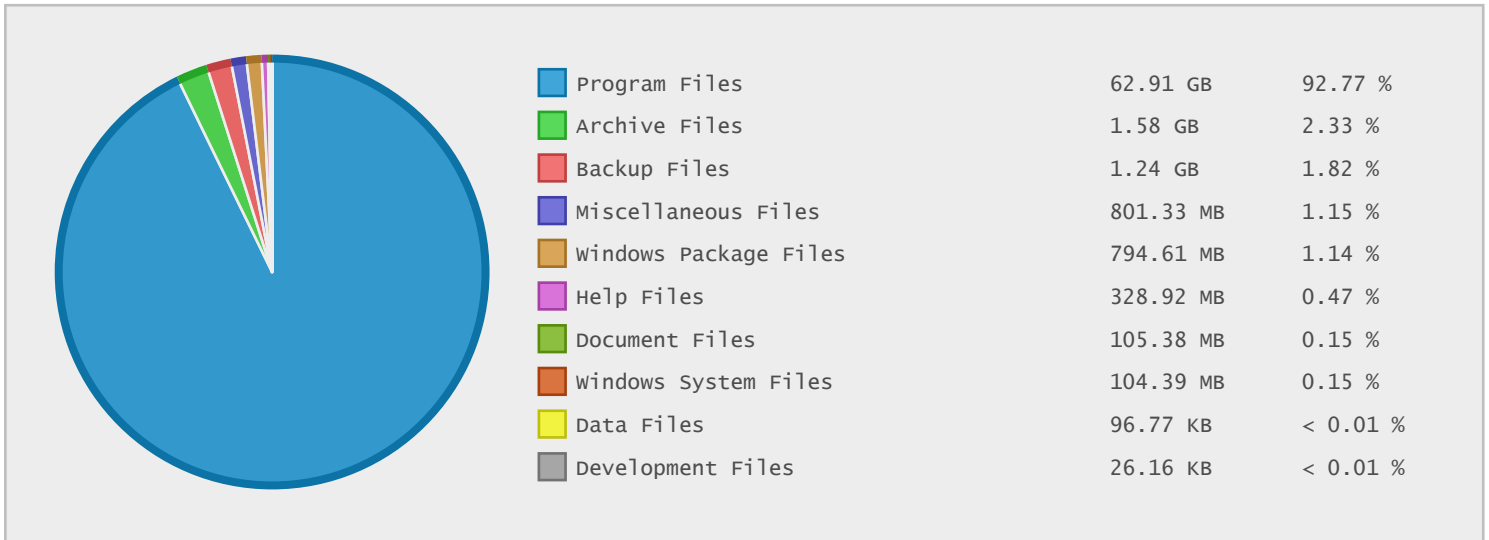 Program Files 62.91 GB 92.77 %
Archive Files 1.58 GB 2.33 %
Backup Files 1.24 GB 1.82 %
Miscellaneous Files 801.33 MB 1.15 %
Windows Package Files 794.61 MB 1.14 %
Help Files 328.92 MB 0.47 %
Document Files 105.38 MB 0.15 %
Windows System Files 104.39 MB 0.15 %
Data Files 96.77 KB < 0.01 %
Development Files 26.16 KB < 0.01 %